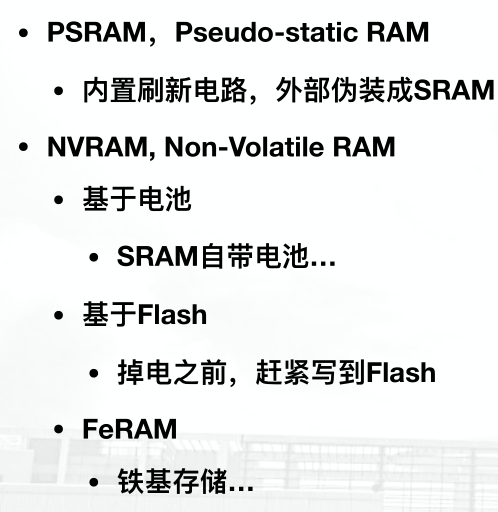 • PSRAM，Pseudo-static RAM
• 内置刷新电路，外部伪装成SRAM
• NVRAM, Non-Volatile RAM
• 基于电池
• SRAM自带电池…
• 基于Flash
• 掉电之前，赶紧写到Flash
• FeRAM
• 铁基存储…